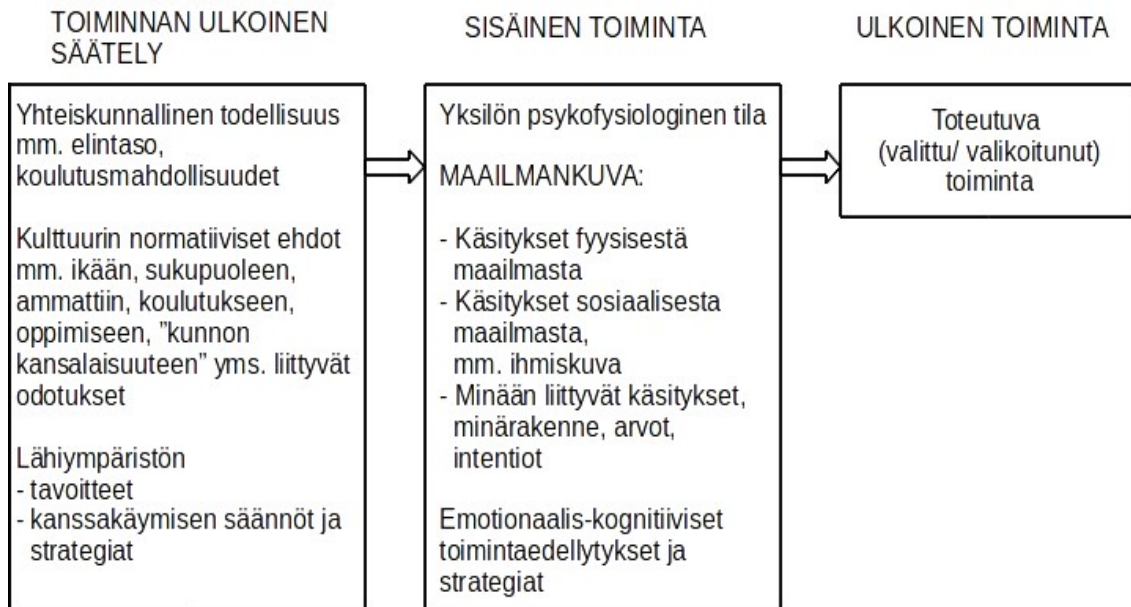 TOIMINNAN ULKOINEN
SÄÄTELY
Yhteiskunnallinen todellisuus
mm. elintaso,
koulutusmahdollisuudet
Kulttuurin normatiiviset ehdot
mm. ikään, sukupuoleen,
ammattiin, koulutukseen,
oppimiseen, ”kunnon
kansalaisuuteen” yms. liittyvät
odotukset
Lähiympäristön
- tavoitteet
- kanssakäymisen säännöt ja
strategiat
SISÄINEN TOIMINTA
Yksilön psykofysiologinen tila
MAAILMANKUVA:
- Käsitykset fyysisestä
maailmasta
- Käsitykset sosiaalisesta
maailmasta,
mm. ihmiskuva
- Minään liittyvät käsitykset,
minärakenne, arvot,
intentiot
Emotionaalis-kognitiiviset
toimintaedellytykset ja
strategiat
ULKOINEN TOIMINTA
Toteutuva
(valittu/ valikoitunut)
toiminta